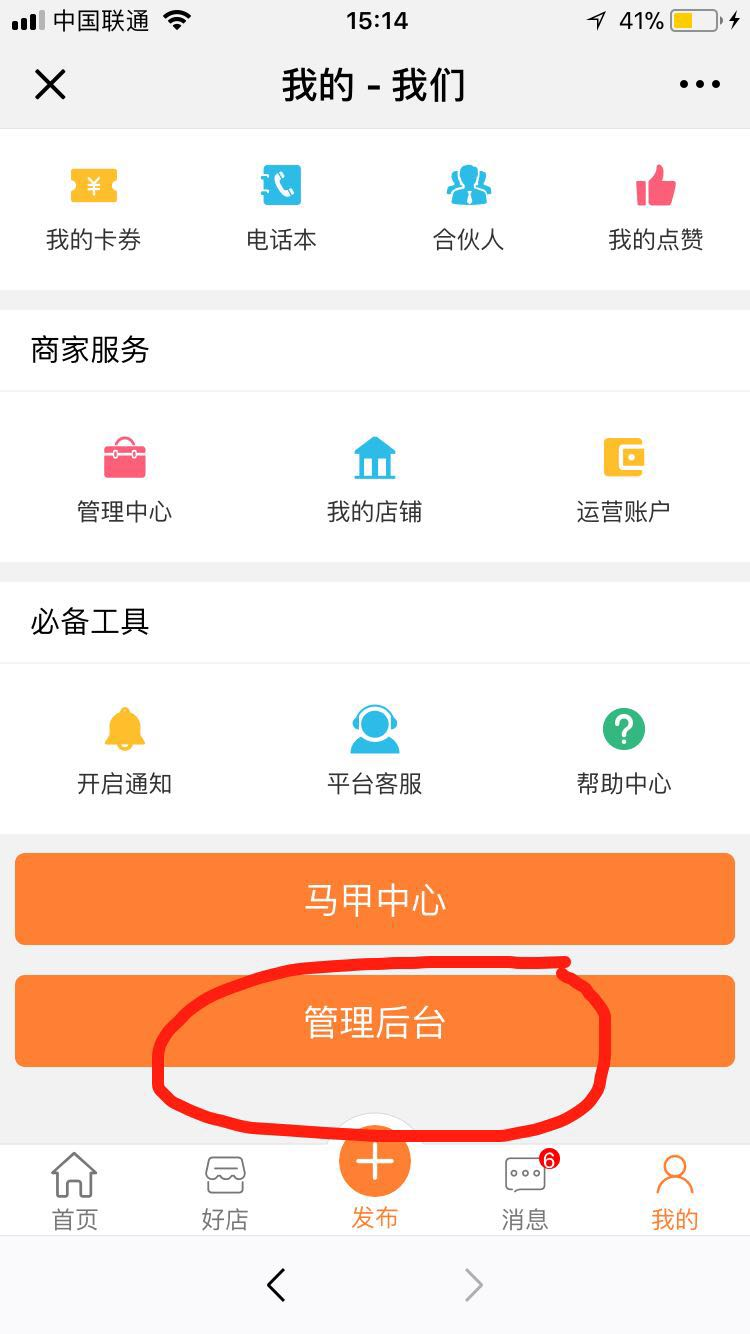 中国联通 15:14 41%
我的 - 我们
我的卡券 电话本 合伙人 我的点赞
商家服务
管理中心 我的店铺 运营账户
必备工具
开启通知 平台客服 帮助中心
马甲中心
管理后台
6
首页 好店 发布 消息 我的